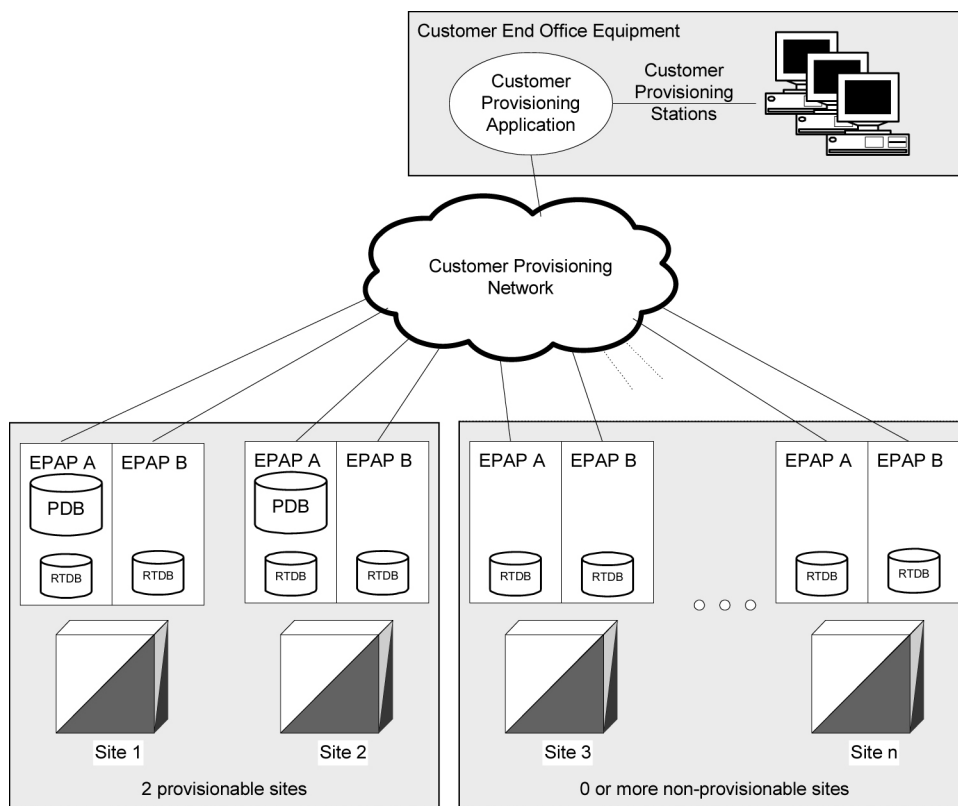 Customer End Office Equipment
Customer
Provisioning
Application
Customer
Provisioning
Stations
Customer Provisioning
Network
EPAP A
EPAP B
PDB
RTDB
RTDB
EPAP A
EPAP B
PDB
RTDB
RTDB
EPAP A
EPAP B
RTDB
RTDB
EPAP A
EPAP B
RTDB
RTDB
Site 1
Site 2
Site 3
Site n
2 provisionable sites
0 or more non-provisionable sites